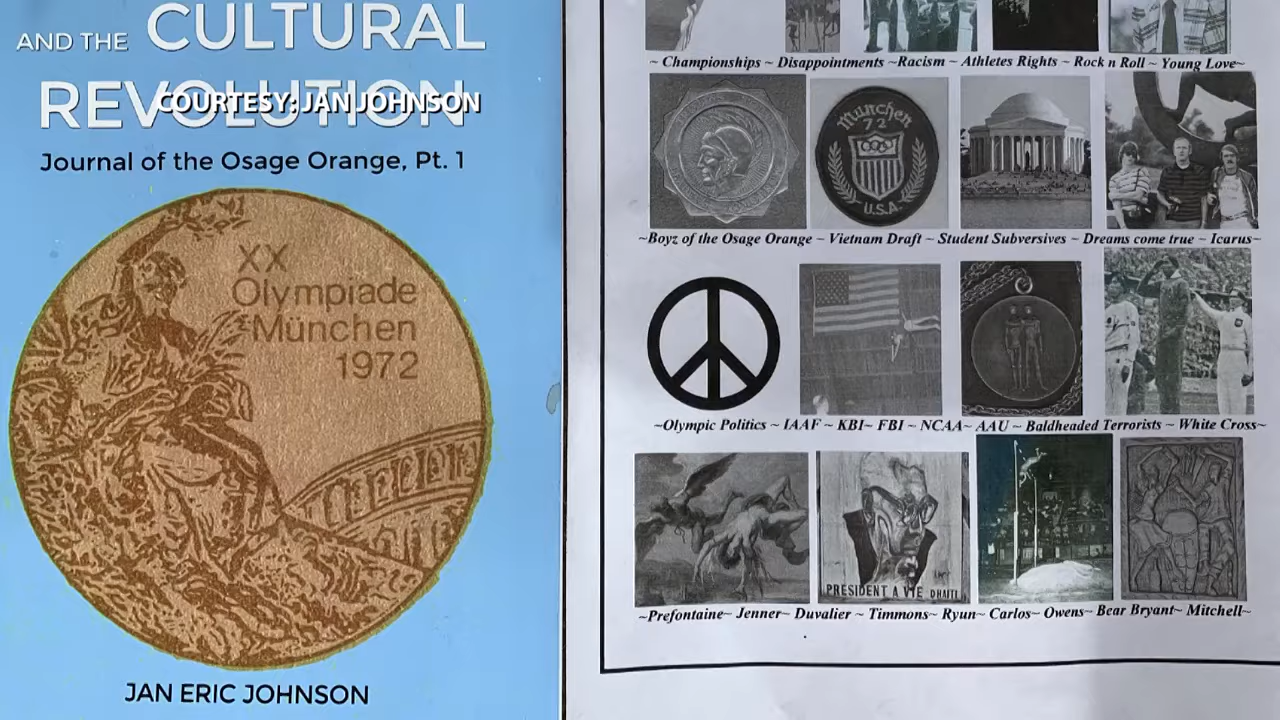 AND THE CULTURAL
REVOLUTION
COURTESY: JAN JOHNSON
Journal of the Osage Orange, Pt. 1
XX
Olympiade
München
1972
JAN ERIC JOHNSON
~ Championships ~ Disappointments ~Racism ~ Athletes Rights ~ Rock n Roll ~ Young Love~
München
72
U.S.A.
~Boyz of the Osage Orange ~ Vietnam Draft ~ Student Subversives ~ Dreams come true ~ Icarus~
~Olympic Politics ~ IAAF ~ KBI~ FBI ~ NCAA~ AAU ~ Baldheaded Terrorists ~ White Cross~
PRESIDENT A VIE DHAITI
~Prefontaine~ Jenner~ Duvalier ~ Timmons~ Ryun~ Carlos~ Owens~ Bear Bryant~ Mitchell~